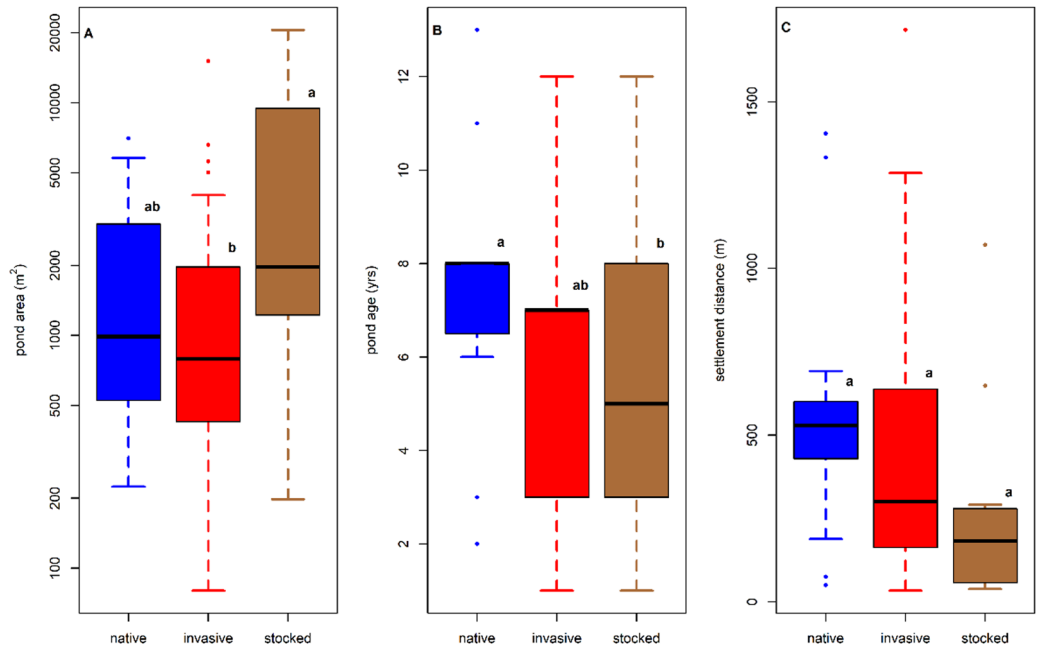 A
pond area (m²)
20000
10000
5000
2000
1000
500
200
100
ab
b
a
native invasive stocked
B
pond age (yrs)
12
10
8
6
4
2
a
ab
b
native invasive stocked
C
settlement distance (m)
1500
1000
500
0
a
a
a
native invasive stocked